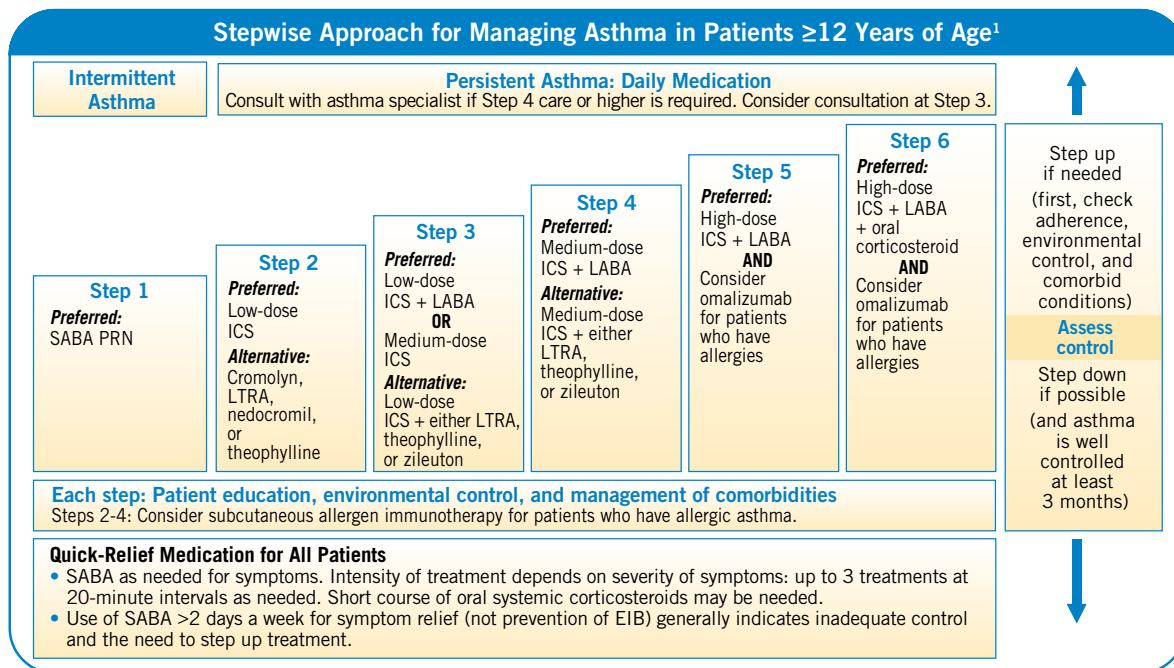 Stepwise Approach for Managing Asthma in Patients ≥12 Years of Age1
Intermittent
Asthma
Persistent Asthma: Daily Medication
Consult with asthma specialist if Step 4 care or higher is required. Consider consultation at Step 3.
Step 1
Preferred:
SABA PRN
Step 2
Preferred:
Low-dose
ICS
Alternative:
Cromolyn,
LTRA,
nedocromil,
or
theophylline
Step 3
Preferred:
Low-dose
ICS + LABA
OR
Medium-dose
ICS
Alternative:
Low-dose
ICS + either LTRA,
theophylline,
or zileuton
Step 4
Preferred:
Medium-dose
ICS + LABA
Alternative:
Medium-dose
ICS + either
LTRA,
theophylline,
or zileuton
Step 5
Preferred:
High-dose
ICS + LABA
AND
Consider
omalizumab
for patients
who have
allergies
Step 6
Preferred:
High-dose
ICS + LABA
+ oral
corticosteroid
AND
Consider
omalizumab
for patients
who have
allergies
Step up
if needed
(first, check
adherence,
environmental
control, and
comorbid
conditions)
Assess
control
Step down
if possible
(and asthma
is well
controlled
at least
3 months)
Each step: Patient education, environmental control, and management of comorbidities
Steps 2-4: Consider subcutaneous allergen immunotherapy for patients who have allergic asthma.
Quick-Relief Medication for All Patients
• SABA as needed for symptoms. Intensity of treatment depends on severity of symptoms: up to 3 treatments at
20-minute intervals as needed. Short course of oral systemic corticosteroids may be needed.
• Use of SABA >2 days a week for symptom relief (not prevention of EIB) generally indicates inadequate control
and the need to step up treatment.